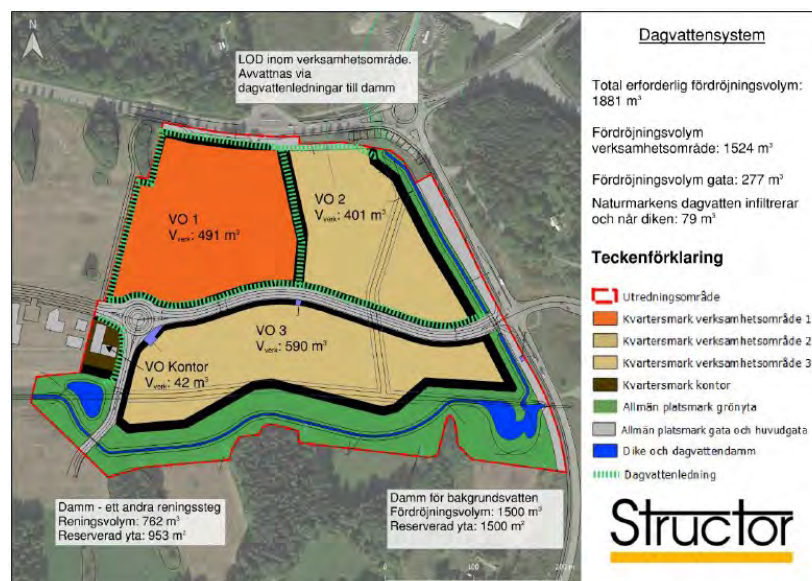 N
LOD inom verksamhetsområde.
Avvattnas via
dagvattenledningar till damm
VO 1
Vverk: 491 m³
VO 2
Vverk: 401 m³
VO 3
Vverk: 590 m³
VO Kontor
Vverk: 42 m³
Damm - ett andra reningssteg
Reningsvolym: 762 m³
Reserverad yta: 953 m²
Damm för bakgrundsvatten
Fördröjningsvolym: 1500 m³
Reserverad yta: 1500 m²
0 100 200 m
Dagvattensystem
Total erforderlig fördröjningsvolym:
1881 m³
Fördröjningsvolym
verksamhetsområde: 1524 m³
Fördröjningsvolym gata: 277 m³
Naturmarkens dagvatten infiltrerar
och når diken: 79 m³
Teckenförklaring
Utredningsområde
Kvartersmark verksamhetsområde 1
Kvartersmark verksamhetsområde 2
Kvartersmark verksamhetsområde 3
Kvartersmark kontor
Allmän platsmark grönyta
Allmän platsmark gata och huvudgata
Dike och dagvattendamm
Dagvattenledning
Structor